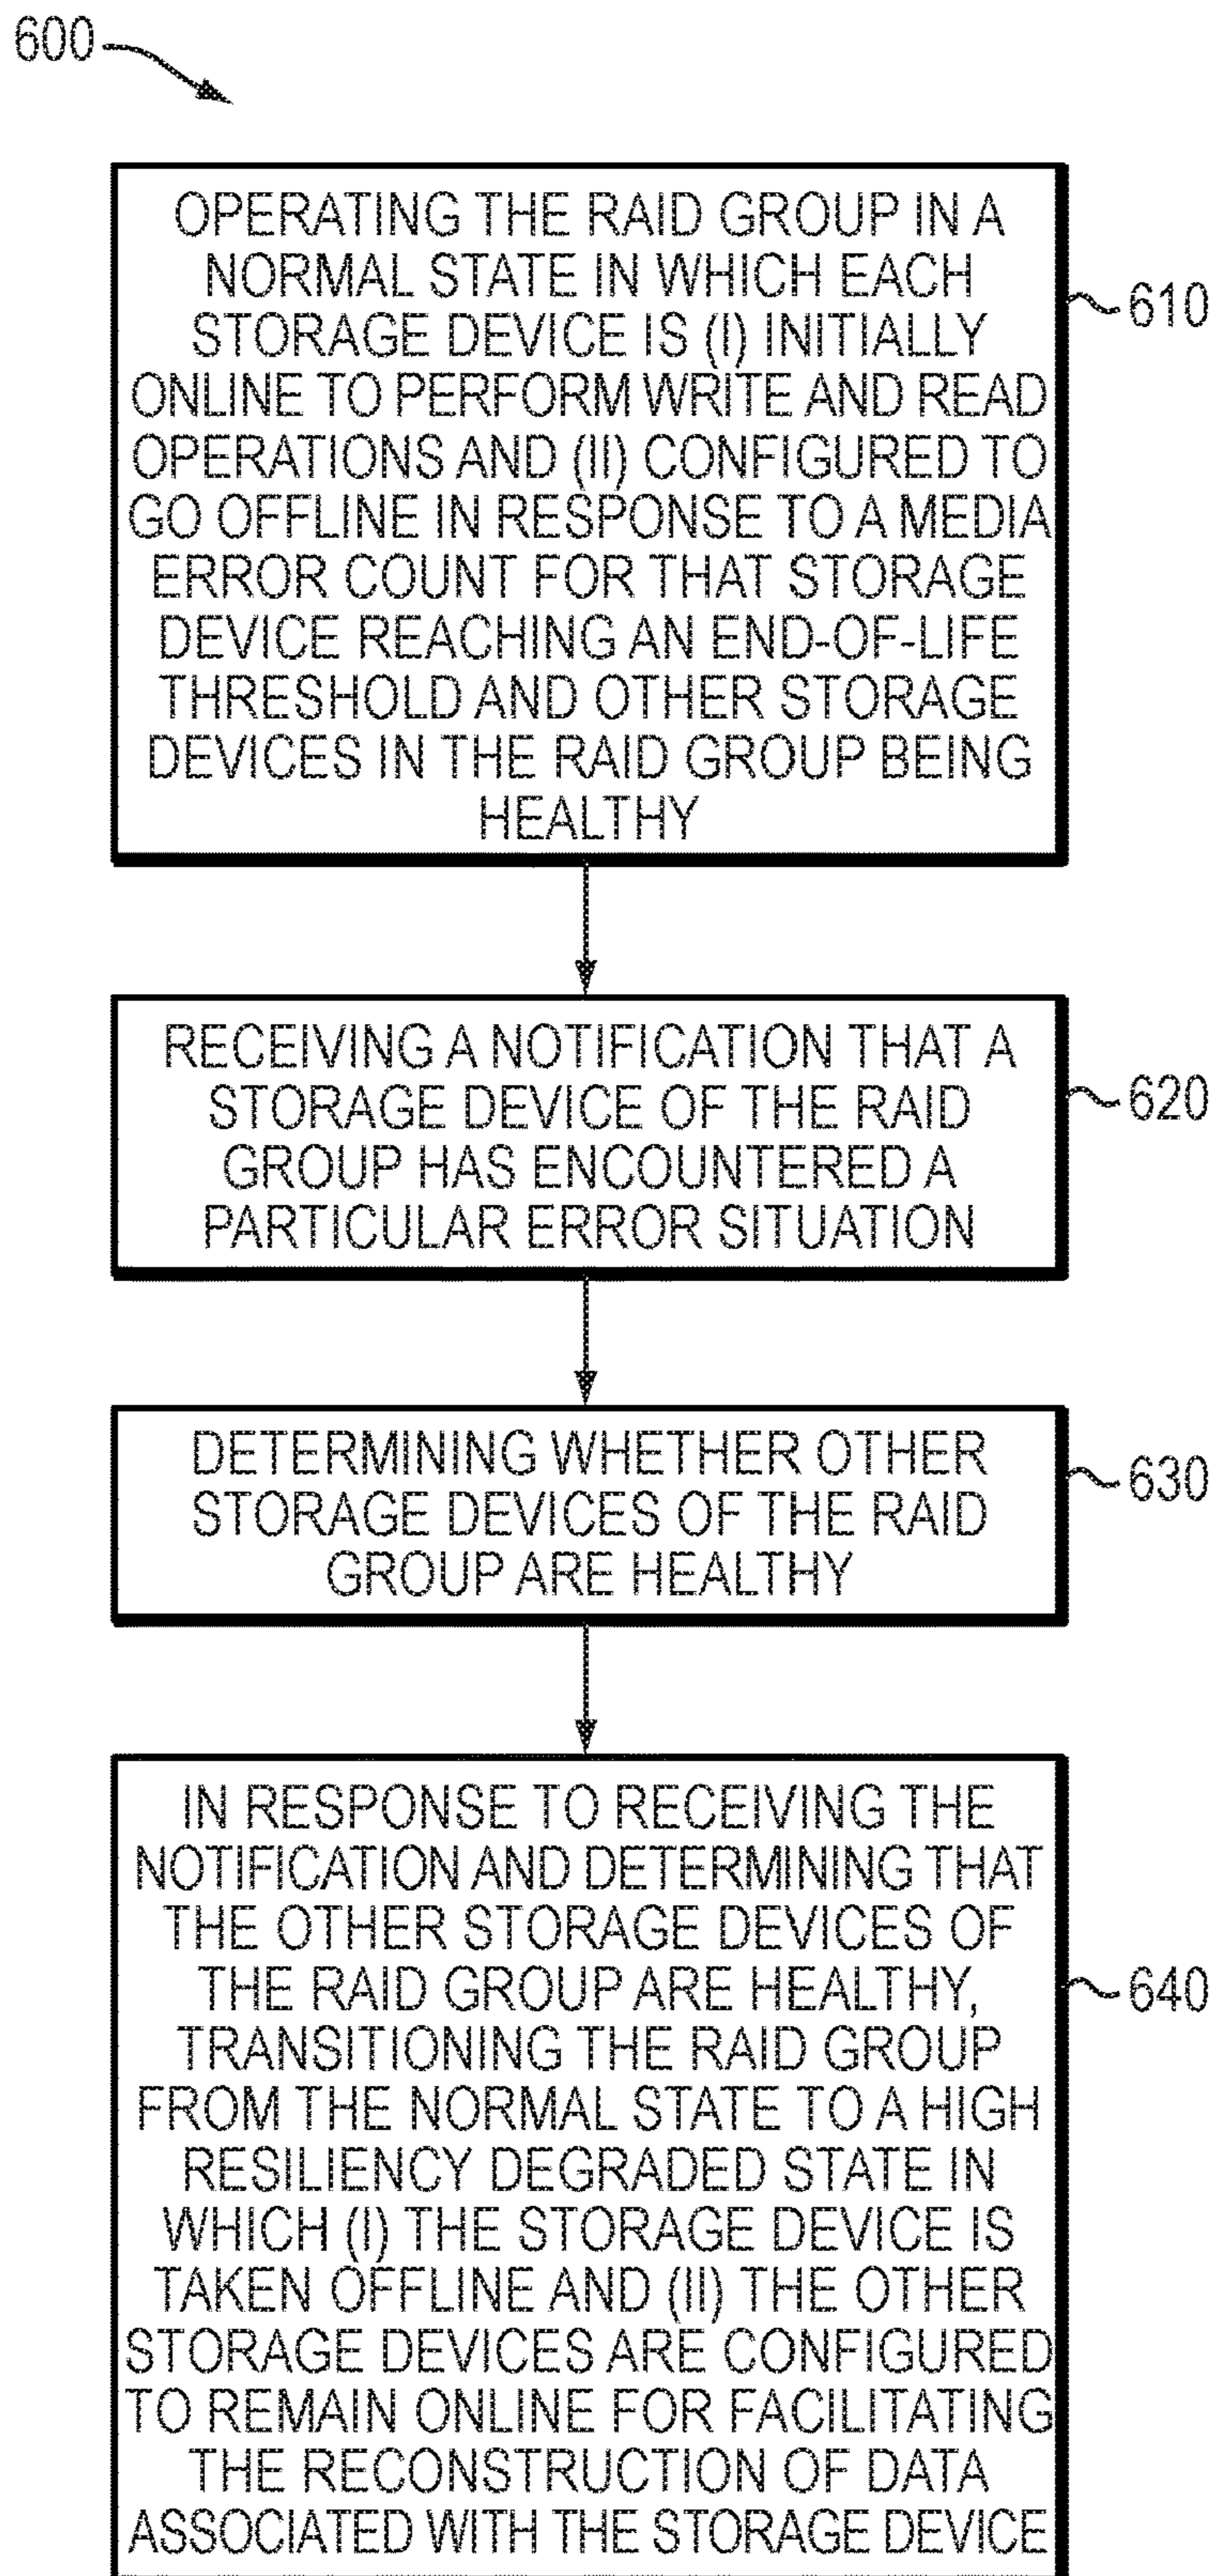 600
OPERATING THE RAID GROUP IN A
NORMAL STATE IN WHICH EACH
STORAGE DEVICE IS (I) INITIALLY
ONLINE TO PERFORM WRITE AND READ
OPERATIONS AND (II) CONFIGURED TO
GO OFFLINE IN RESPONSE TO A MEDIA
ERROR COUNT FOR THAT STORAGE
DEVICE REACHING AN END-OF-LIFE
THRESHOLD AND OTHER STORAGE
DEVICES IN THE RAID GROUP BEING
HEALTHY
610
RECEIVING A NOTIFICATION THAT A
STORAGE DEVICE OF THE RAID
GROUP HAS ENCOUNTERED A
PARTICULAR ERROR SITUATION
620
DETERMINING WHETHER OTHER
STORAGE DEVICES OF THE RAID
GROUP ARE HEALTHY
630
IN RESPONSE TO RECEIVING THE
NOTIFICATION AND DETERMINING THAT
THE OTHER STORAGE DEVICES OF
THE RAID GROUP ARE HEALTHY,
TRANSITIONING THE RAID GROUP
FROM THE NORMAL STATE TO A HIGH
RESILIENCY DEGRADED STATE IN
WHICH (I) THE STORAGE DEVICE IS
TAKEN OFFLINE AND (II) THE OTHER
STORAGE DEVICES ARE CONFIGURED
TO REMAIN ONLINE FOR FACILITATING
THE RECONSTRUCTION OF DATA
ASSOCIATED WITH THE STORAGE DEVICE
640